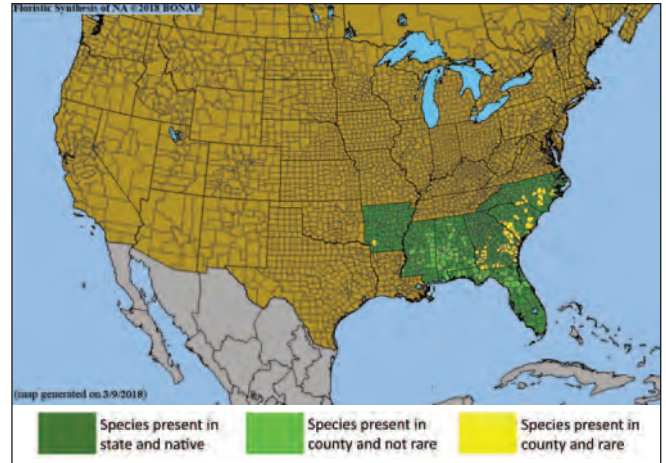 Floristic Synthesis of NA ©2018 BONAP
(map generated on 3/9/2018)
Species present in
state and native
Species present in
county and not rare
Species present in
county and rare